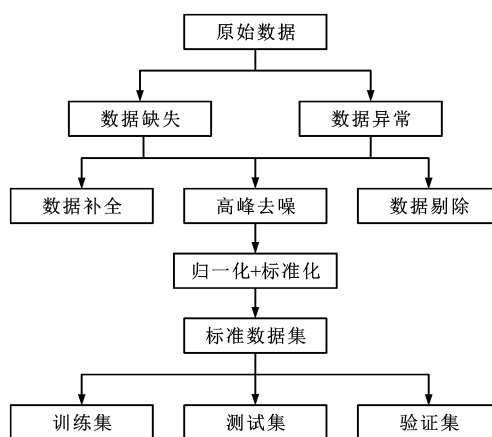 原始数据
数据缺失
数据异常
数据补全
高峰去噪
数据剔除
归一化+标准化
标准数据集
训练集
测试集
验证集